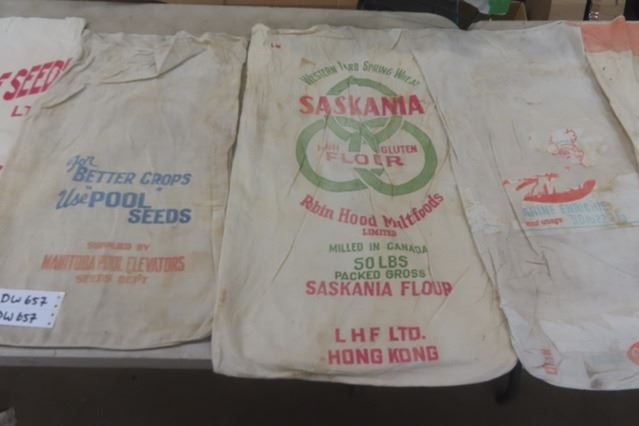 SEED
LT
For
BETTER CROPS
Use "POOL
SEEDS
SUPPLIED BY
MANITOBA POOL ELEVATORS
SEEDS DEPT
DW 657
DW 657
WESTERN HARD SPRING WHEAT
SASKANIA
HIGH GLUTEN
FLOUR
Robin Hood Multifoods
LIMITED
MILLED IN CANADA
50 LBS
PACKED GROSS
SASKANIA FLOUR
LHF LTD.
HONG KONG